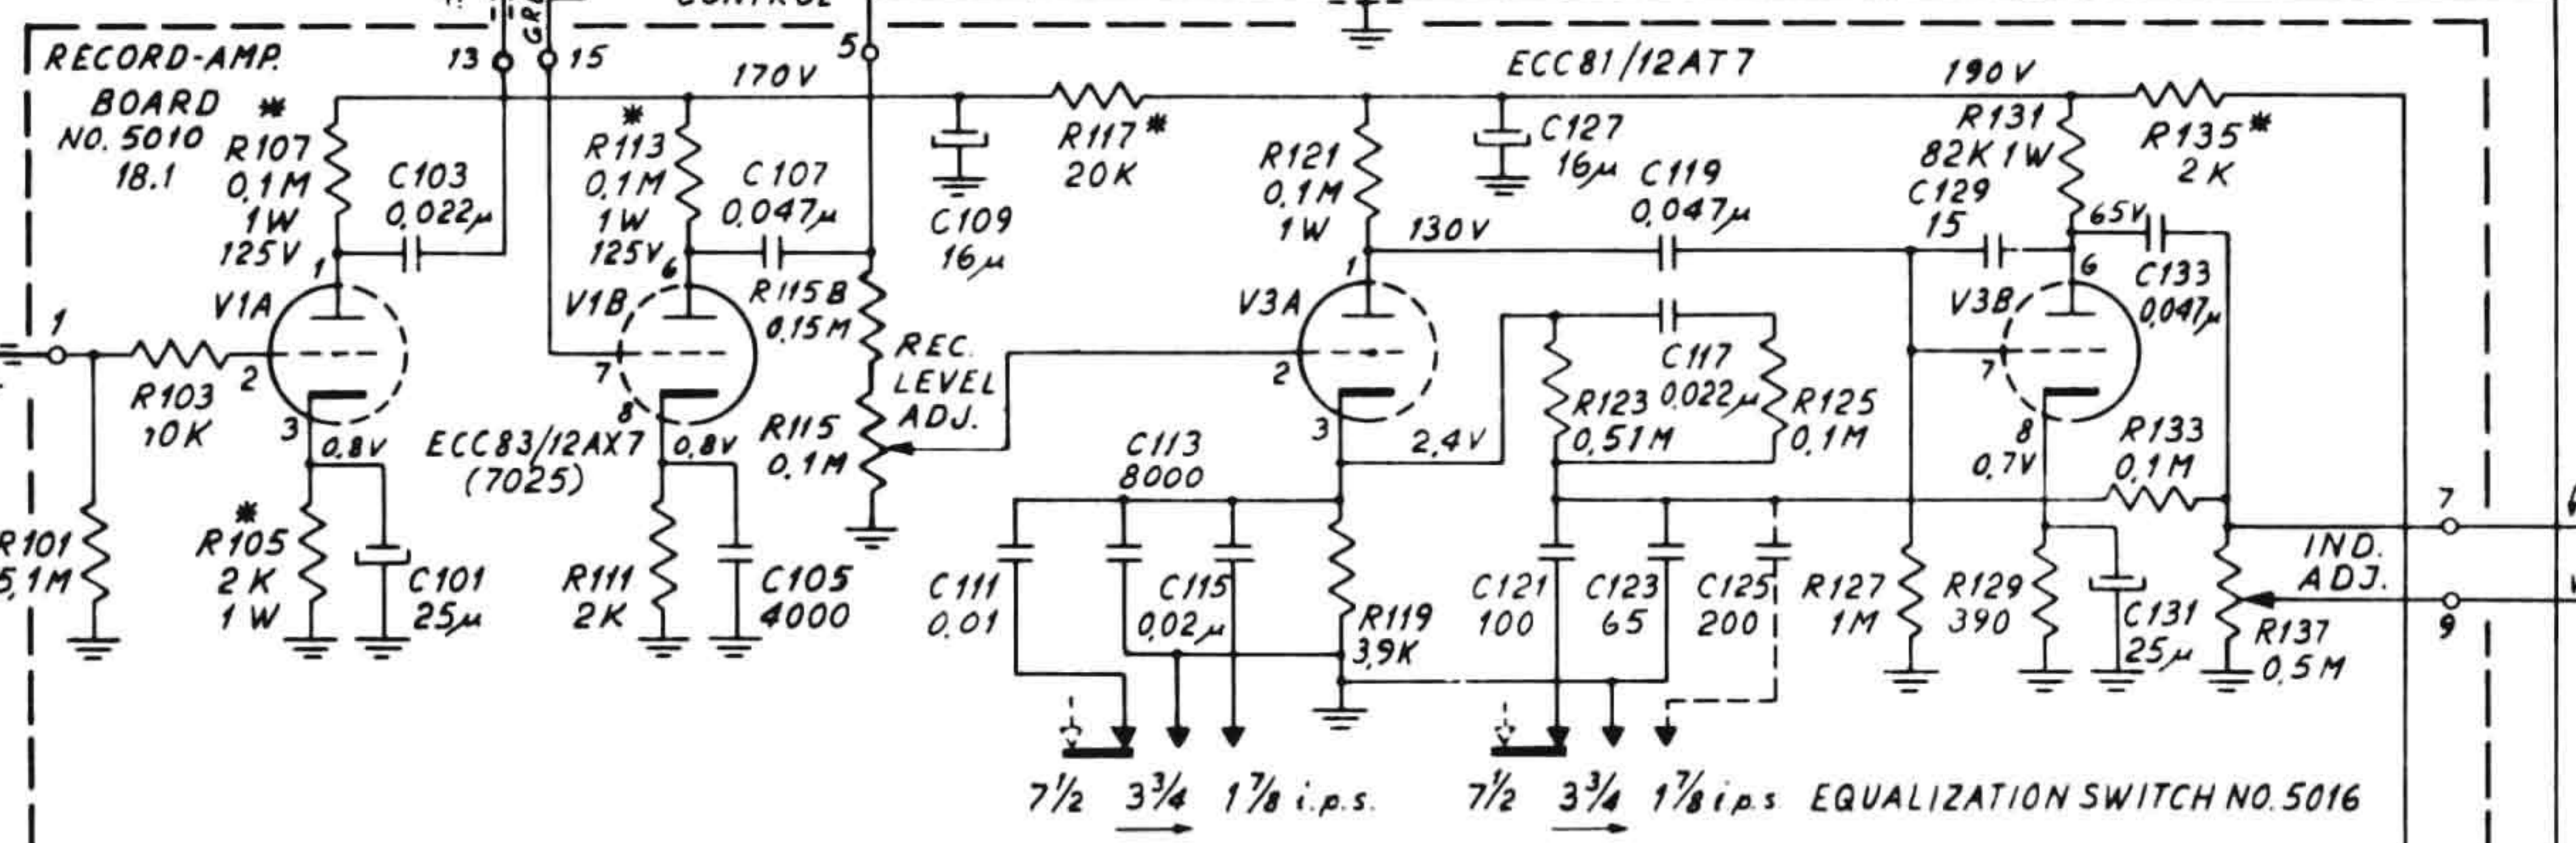 CONTROL
RECORD-AMP.
BOARD
NO. 5010
18.1
13
15
5
170V
ECC81/12AT7
190V
*
R107
0,1M
1W
125V
C103
0,022μ
*
R113
0,1M
1W
125V
C107
0,047μ
C109
16μ
R117*
20K
R121
0,1M
1W
130V
C127
16μ
C119
0,047μ
R131
82K 1W
C129
15
R135*
2K
65V
C133
0,047μ
1
V1A
1
2
3
R103
10K
0,8V
ECC83/12AX7
(7025)
V1B
6
7
8
0,8V
R115B
0,15M
REC.
LEVEL
ADJ.
R115
0,1M
V3A
1
2
3
2,4V
C117
0,022μ
R123
0,51M
R125
0,1M
V3B
6
7
8
0,7V
R133
0,1M
R101
5,1M
*
R105
2K
1W
C101
25μ
R111
2K
C105
4000
C113
8000
C111
0.01
C115
0,02μ
R119
3,9K
C121
100
C123
65
C125
200
R127
1M
R129
390
C131
25μ
IND.
ADJ.
R137
0,5M
7
9
7½ 3¾ 1⅞ i.p.s.
7½ 3¾ 1⅞ i.p.s. EQUALIZATION SWITCH NO. 5016